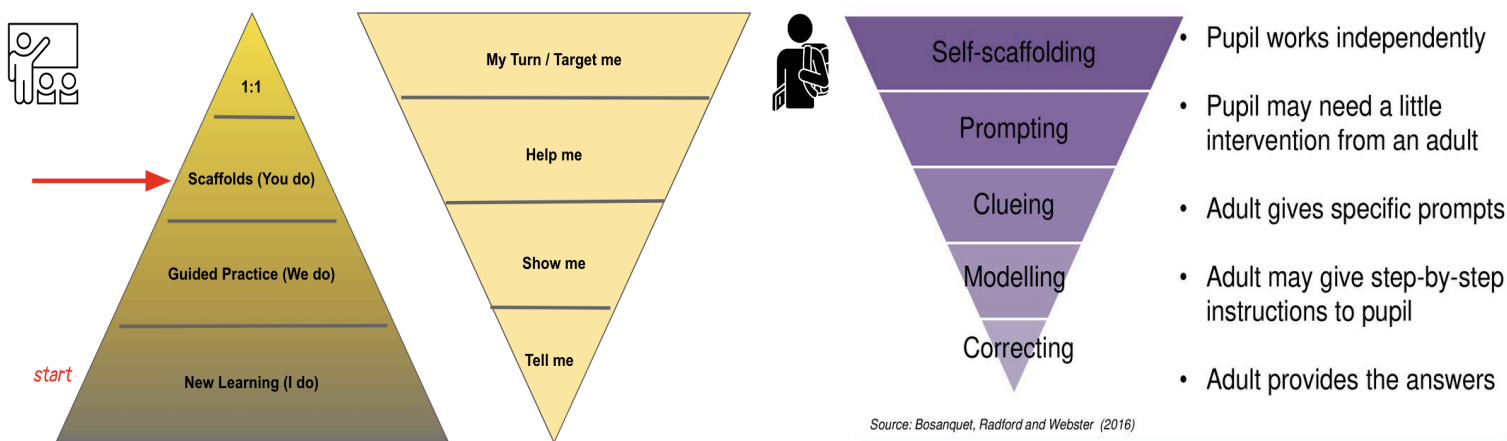 1:1
Scaffolds (You do)
Guided Practice (We do)
start
New Learning (I do)
My Turn / Target me
Help me
Show me
Tell me
Self-scaffolding
Prompting
Clueing
Modelling
Correcting
• Pupil works independently
• Pupil may need a little
intervention from an adult
• Adult gives specific prompts
• Adult may give step-by-step
instructions to pupil
• Adult provides the answers
Source: Bosanquet, Radford and Webster (2016)